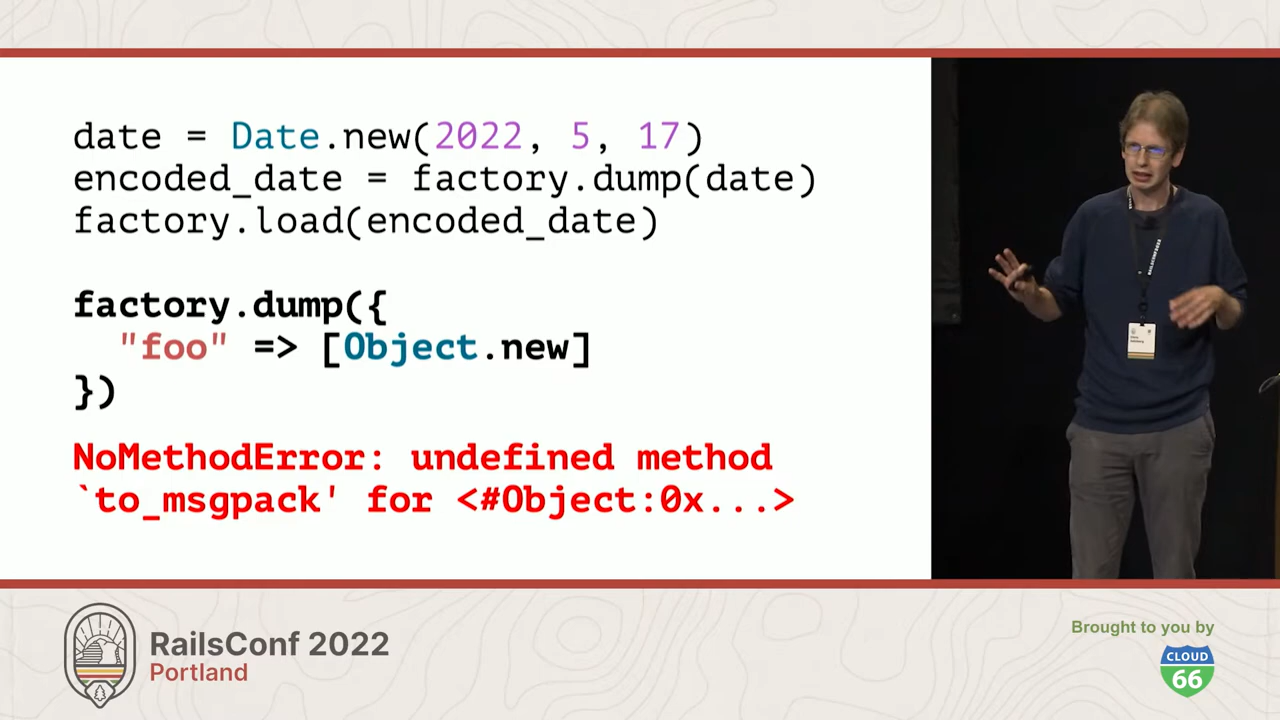 date = Date.new(2022, 5, 17)
encoded_date = factory.dump(date)
factory.load(encoded_date)
factory.dump({
"foo" => [Object.new]
})
NoMethodError: undefined method
`to_msgpack' for <#Object:0x...>
RailsConf 2022
Portland
Brought to you by
CLOUD
66